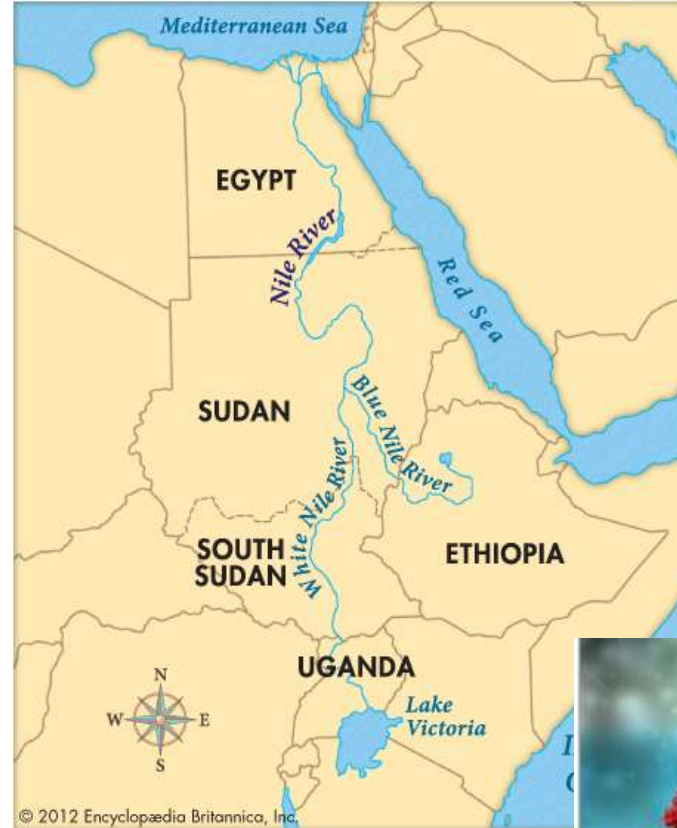 Mediterranean Sea
EGYPT
Nile River
Red Sea
SUDAN
Blue Nile River
White Nile River
SOUTH
SUDAN
ETHIOPIA
UGANDA
Lake
Victoria
N
W
E
S
© 2012 Encyclopædia Britannica, Inc.